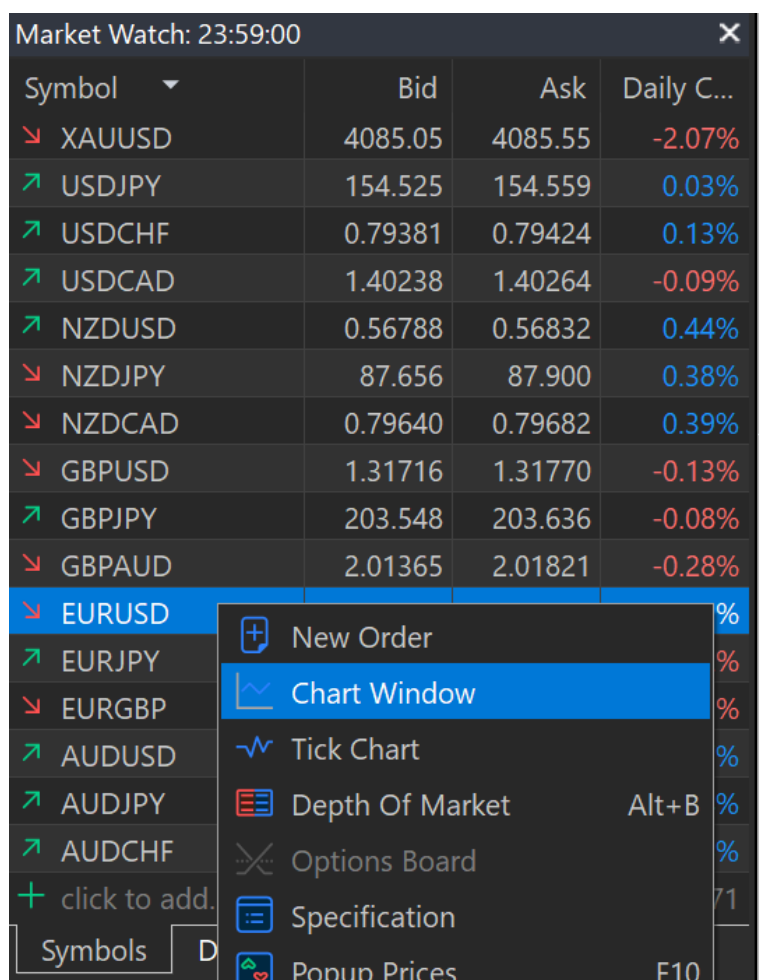 Market Watch: 23:59:00
Symbol Bid Ask Daily C...
XAUUSD 4085.05 4085.55 -2.07%
USDJPY 154.525 154.559 0.03%
USDCHF 0.79381 0.79424 0.13%
USDCAD 1.40238 1.40264 -0.09%
NZDUSD 0.56788 0.56832 0.44%
NZDJPY 87.656 87.900 0.38%
NZDCAD 0.79640 0.79682 0.39%
GBPUSD 1.31716 1.31770 -0.13%
GBPJPY 203.548 203.636 -0.08%
GBPAUD 2.01365 2.01821 -0.28%
EURUSD %
EURJPY %
EURGBP %
AUDUSD %
AUDJPY %
AUDCHF %
click to add. 71
Symbols D
New Order
Chart Window
Tick Chart
Depth Of Market Alt+B
Options Board
Specification
Popup Prices F10